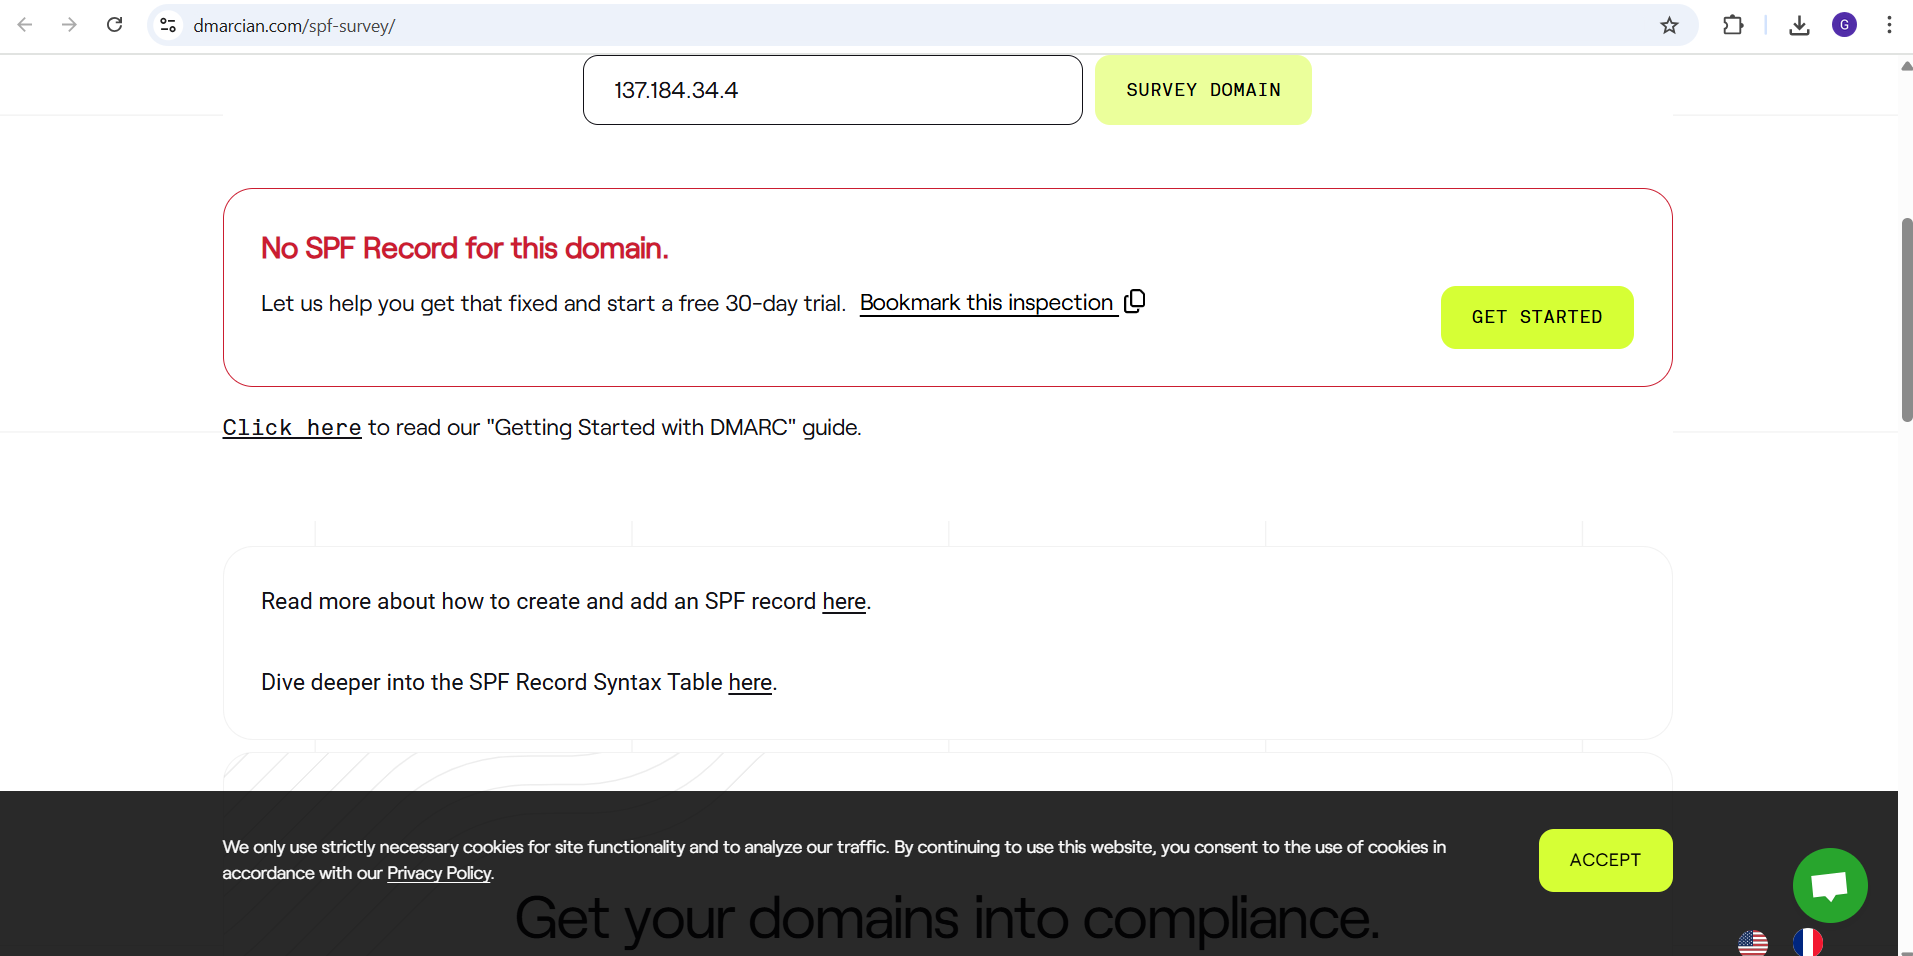 dmarcian.com/spf-survey/
G
137.184.34.4
SURVEY DOMAIN
No SPF Record for this domain.
Let us help you get that fixed and start a free 30-day trial. Bookmark this inspection
GET STARTED
Click here to read our "Getting Started with DMARC" guide.
Read more about how to create and add an SPF record here.
Dive deeper into the SPF Record Syntax Table here.
We only use strictly necessary cookies for site functionality and to analyze our traffic. By continuing to use this website, you consent to the use of cookies in
accordance with our Privacy Policy.
ACCEPT
Get your domains into compliance.